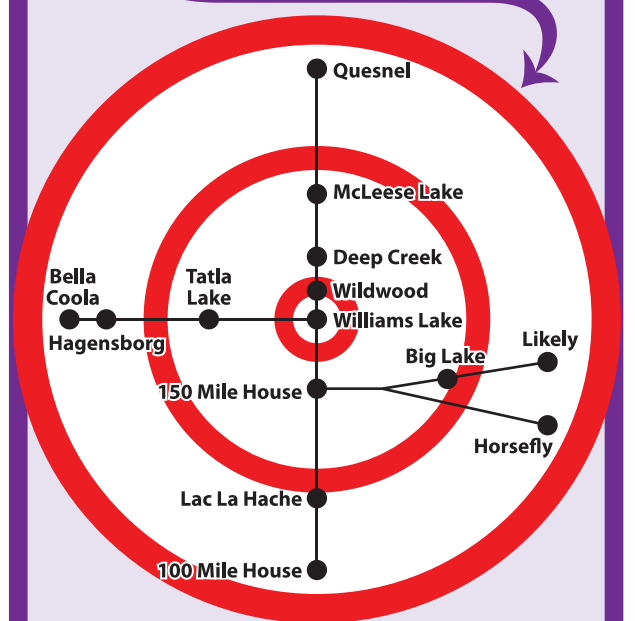 Quesnel
McLeese Lake
Deep Creek
Bella
Coola
Tatla
Lake
Wildwood
Williams Lake
Hagensborg
Likely
Big Lake
150 Mile House
Horsefly
Lac La Hache
100 Mile House